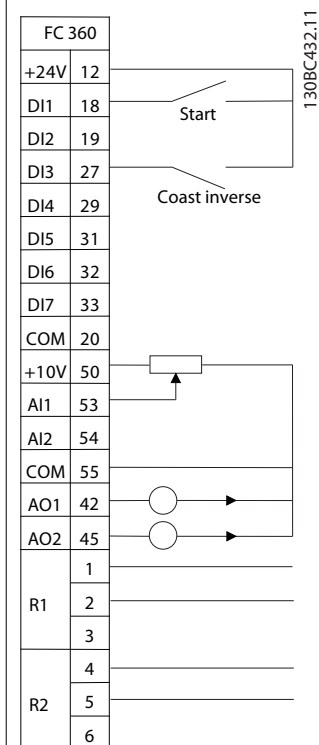 FC 360
+24V 12
DI1 18
Start
DI2 19
DI3 27
Coast inverse
DI4 29
DI5 31
DI6 32
DI7 33
COM 20
+10V 50
AI1 53
AI2 54
COM 55
AO1 42
AO2 45
R1
1
2
3
R2
4
5
6
130BC432.11